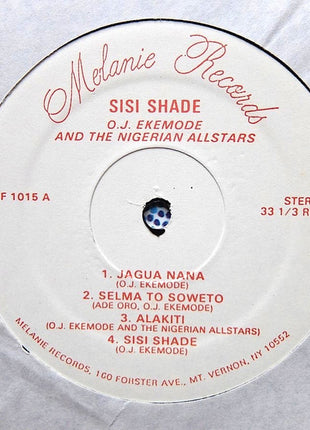 Melanie Records
SISI SHADE
O.J. EKEMODE
AND THE NIGERIAN ALLSTARS
F 1015 A
STER
33 1/3 R
1. JAGUA NANA
(O.J. EKEMODE)
2. SELMA TO SOWETO
(ADE ORO, O.J. EKEMODE)
3. ALAKITI
(O.J. EKEMODE AND THE NIGERIAN ALLSTARS)
4. SISI SHADE
(O.J. EKEMODE)
MELANIE RECORDS, 160 FOIISTER AVE., MT. VERNON, NY 10552